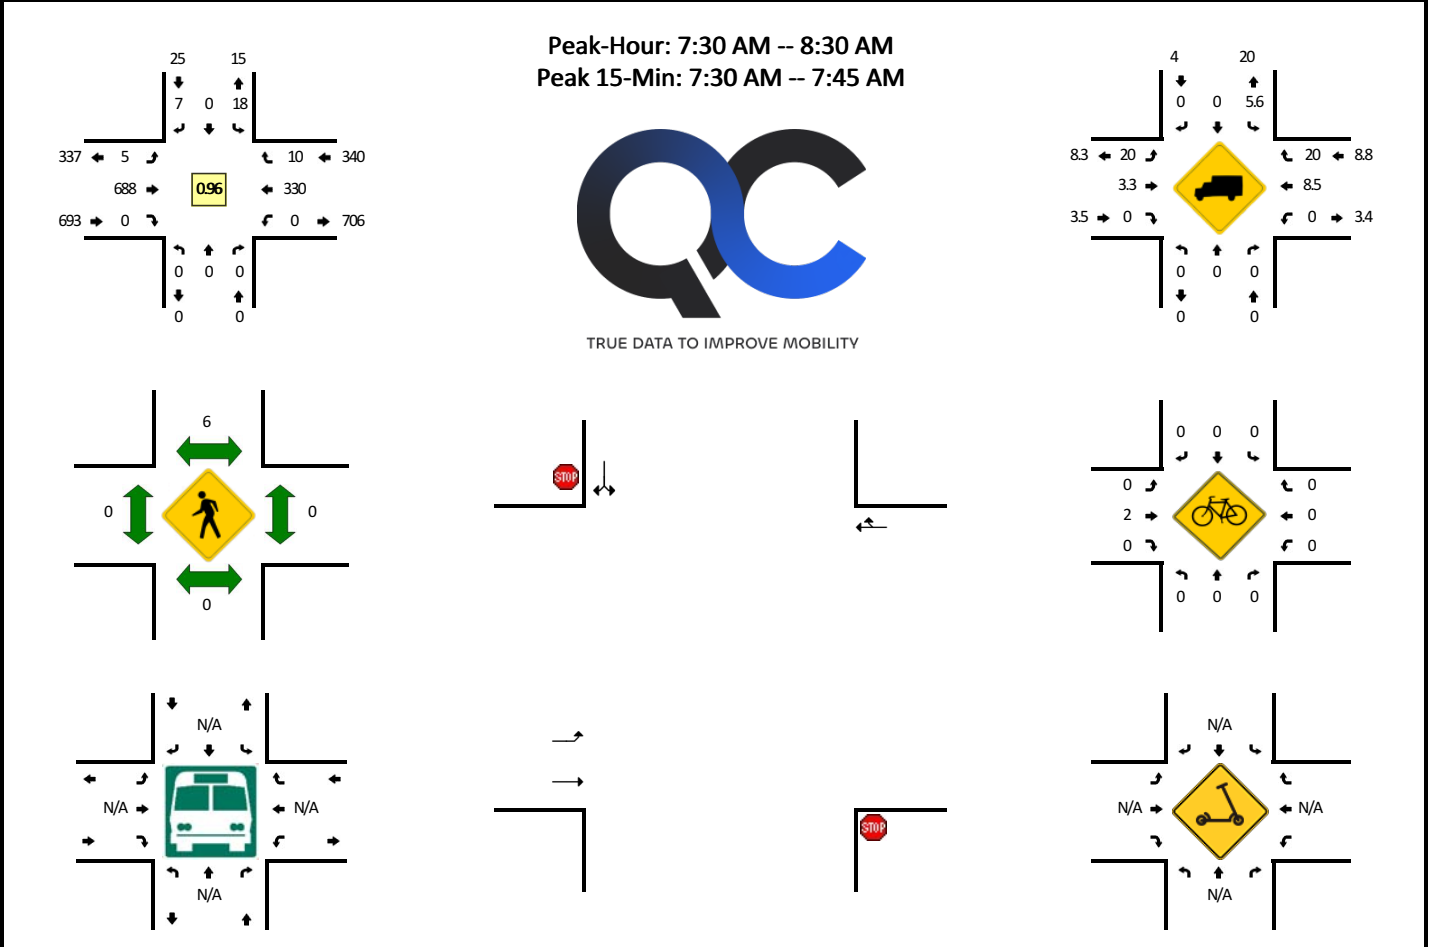 Peak-Hour: 7:30 AM -- 8:30 AM
Peak 15-Min: 7:30 AM -- 7:45 AM
25 15
7 0 18
337 5 10 340
688 0.96 330
693 0 0 706
0 0 0
0 0
QC
TRUE DATA TO IMPROVE MOBILITY
4 20
0 0 5.6
8.3 20 20 8.8
3.3 8.5
3.5 0 0 3.4
0 0 0
0 0
6
0 0
0
STOP
STOP
0 0 0
0 0
2 0
0 0
0 0 0
N/A
N/A N/A
N/A
N/A
N/A N/A
N/A